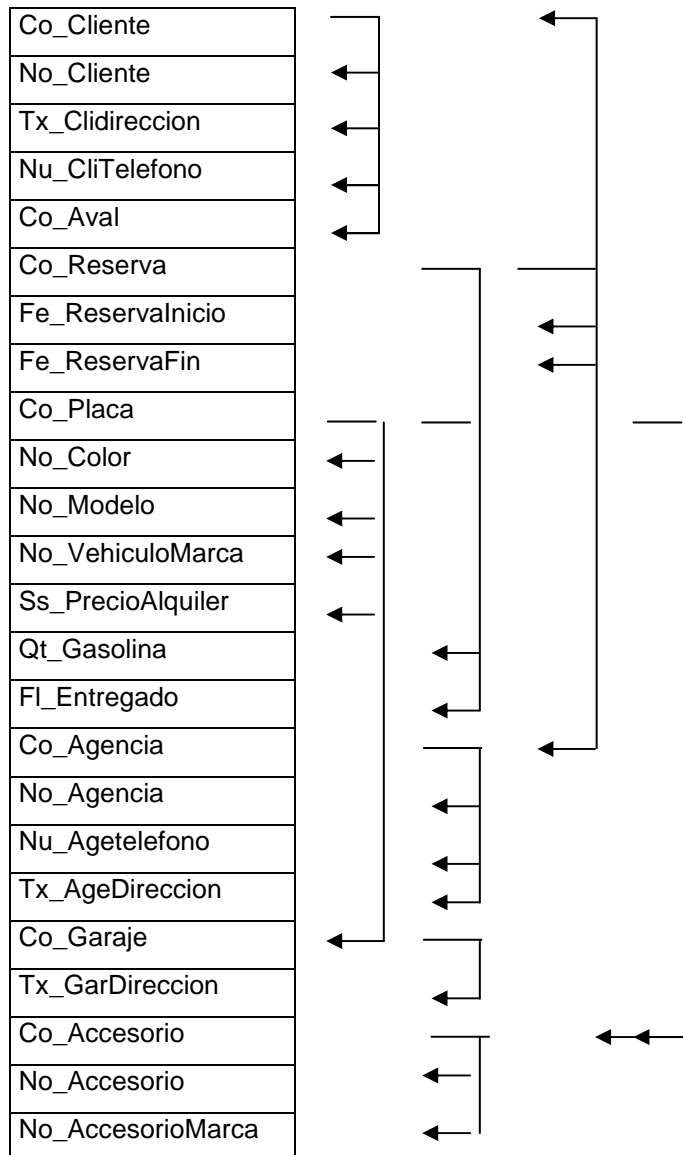 Co_Cliente
No_Cliente
Tx_Clidireccion
Nu_CliTelefono
Co_Aval
Co_Reserva
Fe_ReservaInicio
Fe_ReservaFin
Co_Placa
No_Color
No_Modelo
No_VehiculoMarca
Ss_PrecioAlquiler
Qt_Gasolina
Fl_Entregado
Co_Agencia
No_Agencia
Nu_Agetelefono
Tx_AgeDireccion
Co_Garaje
Tx_GarDireccion
Co_Accesorio
No_Accesorio
No_AccesorioMarca